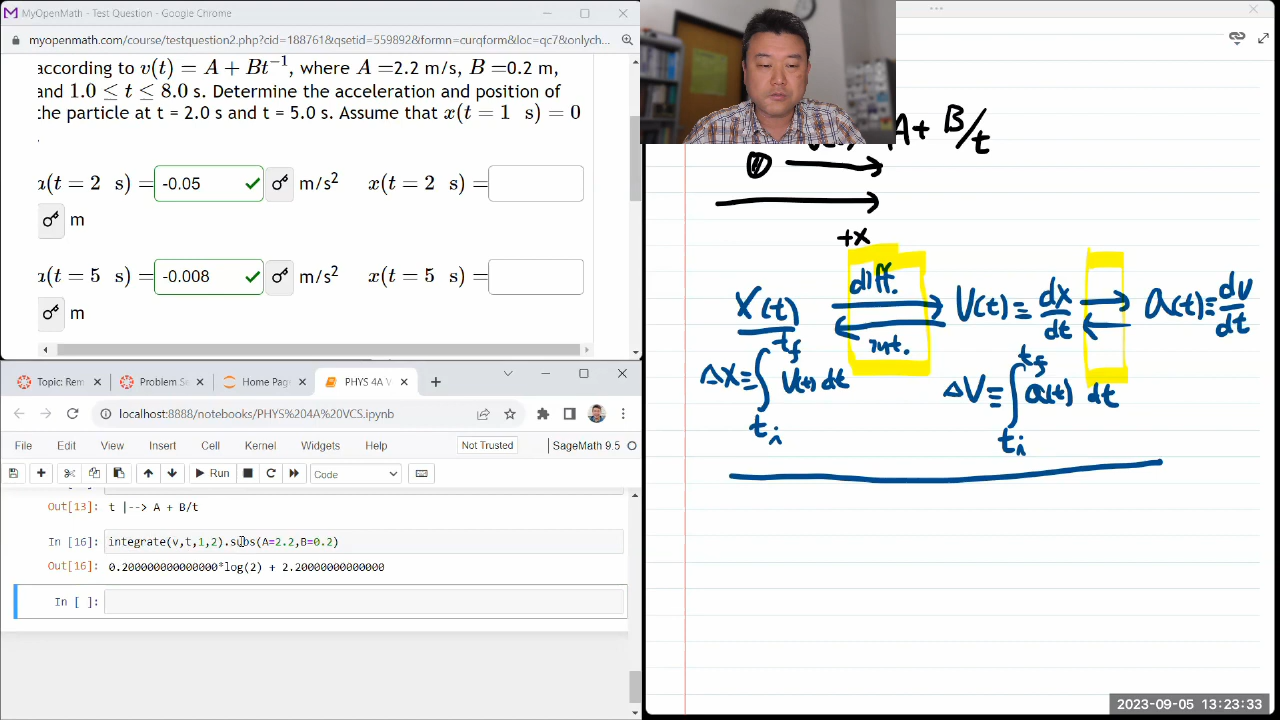 MyOpenMath - Test Question - Google Chrome
myopenmath.com/course/testquestion2.php?cid=188761&qsetid=559892&formn=curqform&loc=qc7&onlych...
according to v(t) = A + Bt⁻¹, where A =2.2 m/s, B =0.2 m,
and 1.0 ≤ t ≤ 8.0 s. Determine the acceleration and position of
the particle at t = 2.0 s and t = 5.0 s. Assume that x(t = 1 s) = 0
.
a(t = 2 s) = -0.05 m/s² x(t = 2 s) =
m
a(t = 5 s) = -0.008 m/s² x(t = 5 s) =
m
Topic Rem Problem S Home Page PHYS 4A V
localhost:8888/notebooks/PHYS%204A%20VCS.ipynb
File View Insert Cell Kernel Widgets Help Not Trusted SageMath 9.5
Run Code
Out[13]: t |--> A + B/t
In [16]: integrate(v,t,1,2).subs(A=2.2,B=0.2)
Out[16]: 0.200000000000000*log(2) + 2.20000000000000
In [ ]:
A + B/t
+x
diff.
x(t) v(t) ≡ dx/dt a(t) ≡ dv/dt
int.
Δx ≡ ∫ₜᵢᵗᶠ v(t) dt Δv ≡ ∫ₜᵢᵗᶠ a(t) dt
2023-09-05 13:23:33